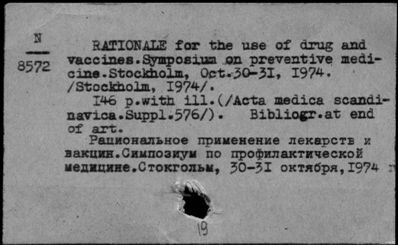 N
8572
RATIONALE for the use of drug and
vaccines.Symposium on preventive medi-
cine.Stockholm, Oct.30-31, 1974.
/Stockholm, 1974/.
146 p.with ill.(/Acta medica scandi-
navica.Suppl.576/). Bibliogr.at end
of art.
Рациональное применение лекарств и
вакцин.Симпозиум по профилактической
медицине.Стокгольм, 30-31 октября,1974 г
19